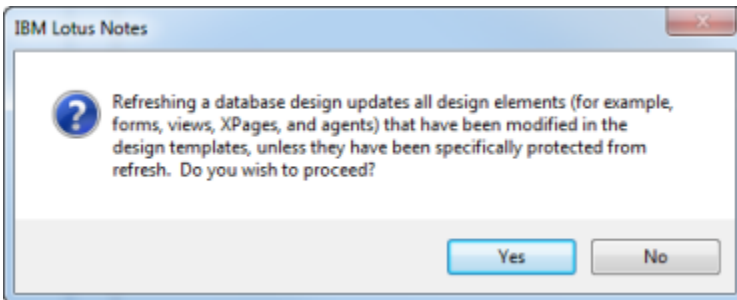 IBM Lotus Notes
Refreshing a database design updates all design elements (for example,
forms, views, XPages, and agents) that have been modified in the
design templates, unless they have been specifically protected from
refresh.  Do you wish to proceed?
Yes
No